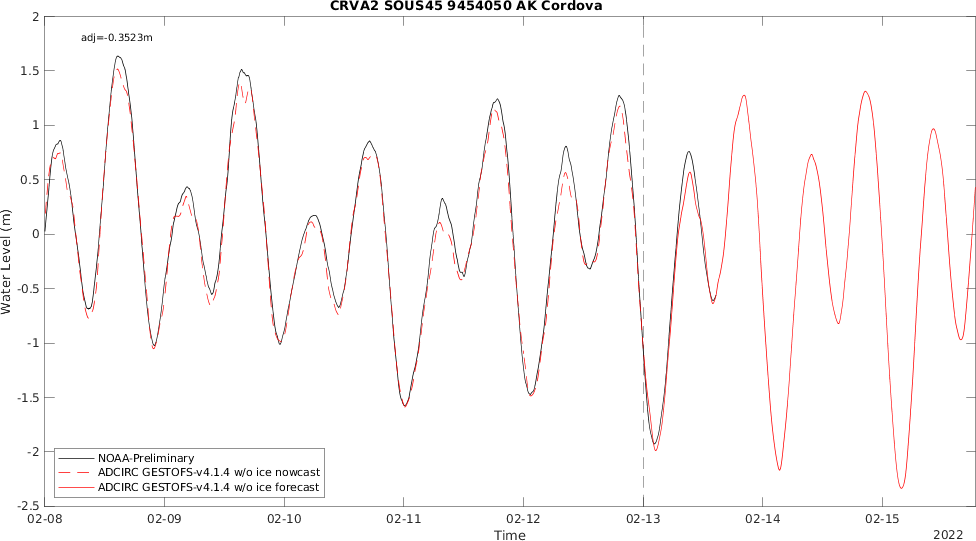 CRVA2 SOUS45 9454050 AK Cordova
adj=-0.3523m
Water Level (m)
2
1.5
1
0.5
0
-0.5
-1
-1.5
-2
-2.5
NOAA-Preliminary
ADCIRC GESTOFS-v4.1.4 w/o ice nowcast
ADCIRC GESTOFS-v4.1.4 w/o ice forecast
02-08 02-09 02-10 02-11 02-12 02-13 02-14 02-15
Time
2022